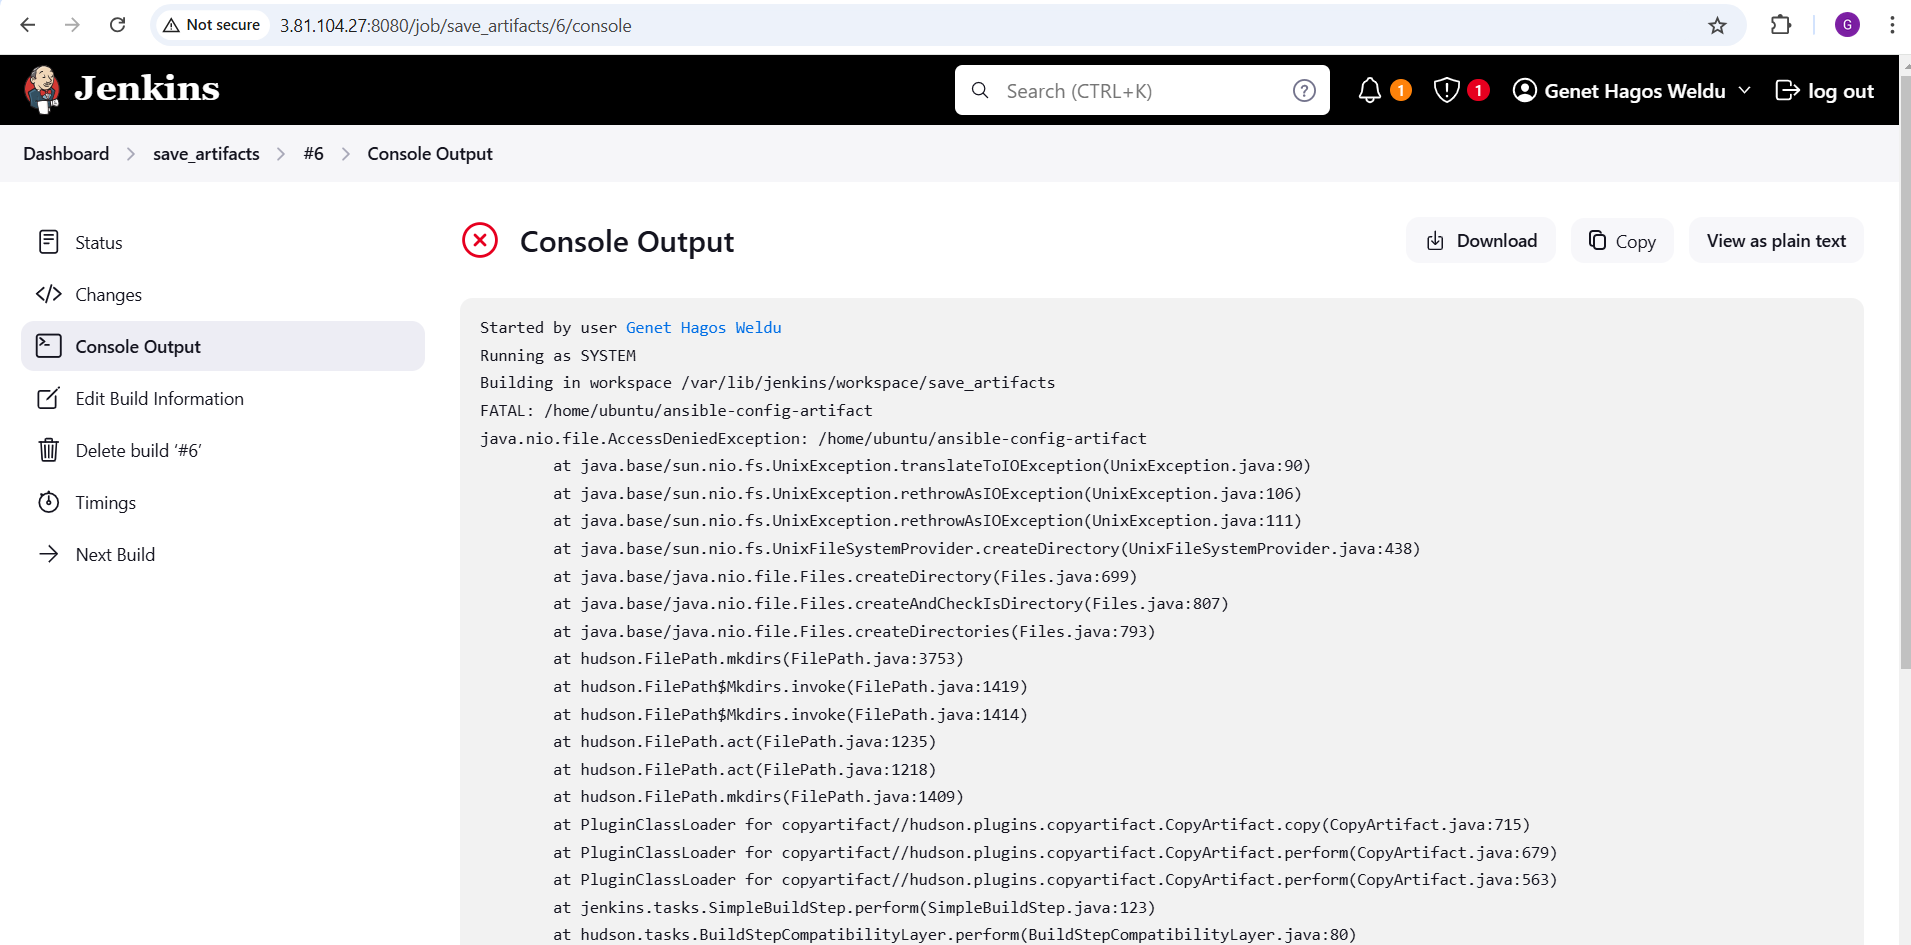 Not secure 3.81.104.27:8080/job/save_artifacts/6/console G
Jenkins Search (CTRL+K) ? 1 1 Genet Hagos Weldu log out
Dashboard save_artifacts #6 Console Output
Status
Changes
Console Output
Edit Build Information
Delete build ‘#6’
Timings
Next Build
Console Output Download Copy View as plain text
Started by user Genet Hagos Weldu
Running as SYSTEM
Building in workspace /var/lib/jenkins/workspace/save_artifacts
FATAL: /home/ubuntu/ansible-config-artifact
java.nio.file.AccessDeniedException: /home/ubuntu/ansible-config-artifact
at java.base/sun.nio.fs.UnixException.translateToIOException(UnixException.java:90)
at java.base/sun.nio.fs.UnixException.rethrowAsIOException(UnixException.java:106)
at java.base/sun.nio.fs.UnixException.rethrowAsIOException(UnixException.java:111)
at java.base/sun.nio.fs.UnixFileSystemProvider.createDirectory(UnixFileSystemProvider.java:438)
at java.base/java.nio.file.Files.createDirectory(Files.java:699)
at java.base/java.nio.file.Files.createAndCheckIsDirectory(Files.java:807)
at java.base/java.nio.file.Files.createDirectories(Files.java:793)
at hudson.FilePath.mkdirs(FilePath.java:3753)
at hudson.FilePath$Mkdirs.invoke(FilePath.java:1419)
at hudson.FilePath$Mkdirs.invoke(FilePath.java:1414)
at hudson.FilePath.act(FilePath.java:1235)
at hudson.FilePath.act(FilePath.java:1218)
at hudson.FilePath.mkdirs(FilePath.java:1409)
at PluginClassLoader for copyartifact//hudson.plugins.copyartifact.CopyArtifact.copy(CopyArtifact.java:715)
at PluginClassLoader for copyartifact//hudson.plugins.copyartifact.CopyArtifact.perform(CopyArtifact.java:679)
at PluginClassLoader for copyartifact//hudson.plugins.copyartifact.CopyArtifact.perform(CopyArtifact.java:563)
at jenkins.tasks.SimpleBuildStep.perform(SimpleBuildStep.java:123)
at hudson.tasks.BuildStepCompatibilityLayer.perform(BuildStepCompatibilityLayer.java:80)